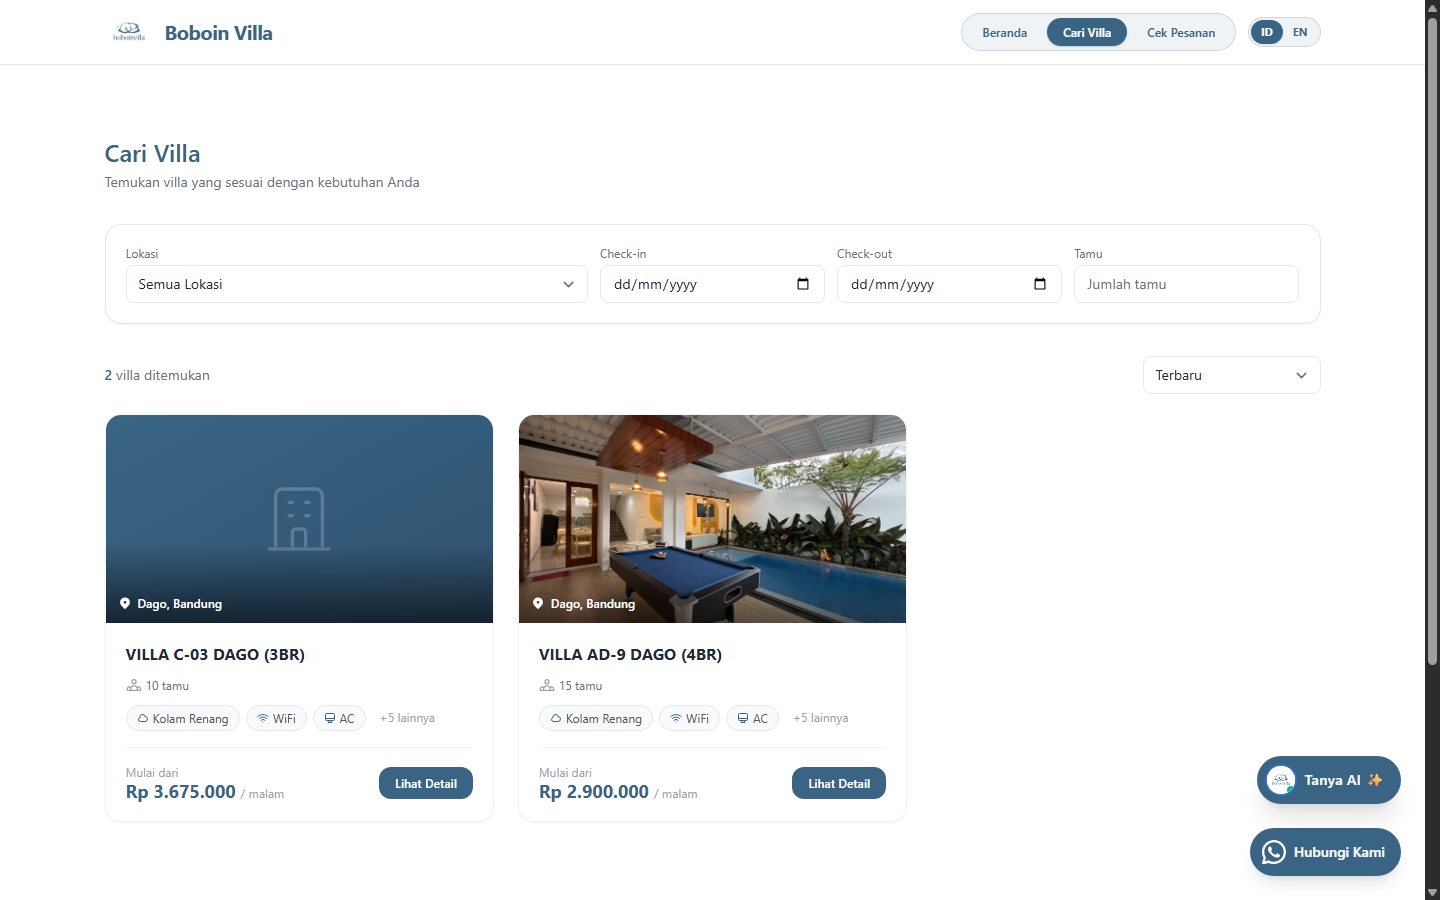 boboinvilla
Boboin Villa
Beranda
Cari Villa
Cek Pesanan
ID
EN
Cari Villa
Temukan villa yang sesuai dengan kebutuhan Anda
Lokasi
Semua Lokasi
Check-in
dd/mm/yyyy
Check-out
dd/mm/yyyy
Tamu
Jumlah tamu
2 villa ditemukan
Terbaru
Dago, Bandung
VILLA C-03 DAGO (3BR)
10 tamu
Kolam Renang
WiFi
AC
+5 lainnya
Mulai dari
Rp 3.675.000 / malam
Lihat Detail
Dago, Bandung
VILLA AD-9 DAGO (4BR)
15 tamu
Kolam Renang
WiFi
AC
+5 lainnya
Mulai dari
Rp 2.900.000 / malam
Lihat Detail
Tanya AI ✨
Hubungi Kami